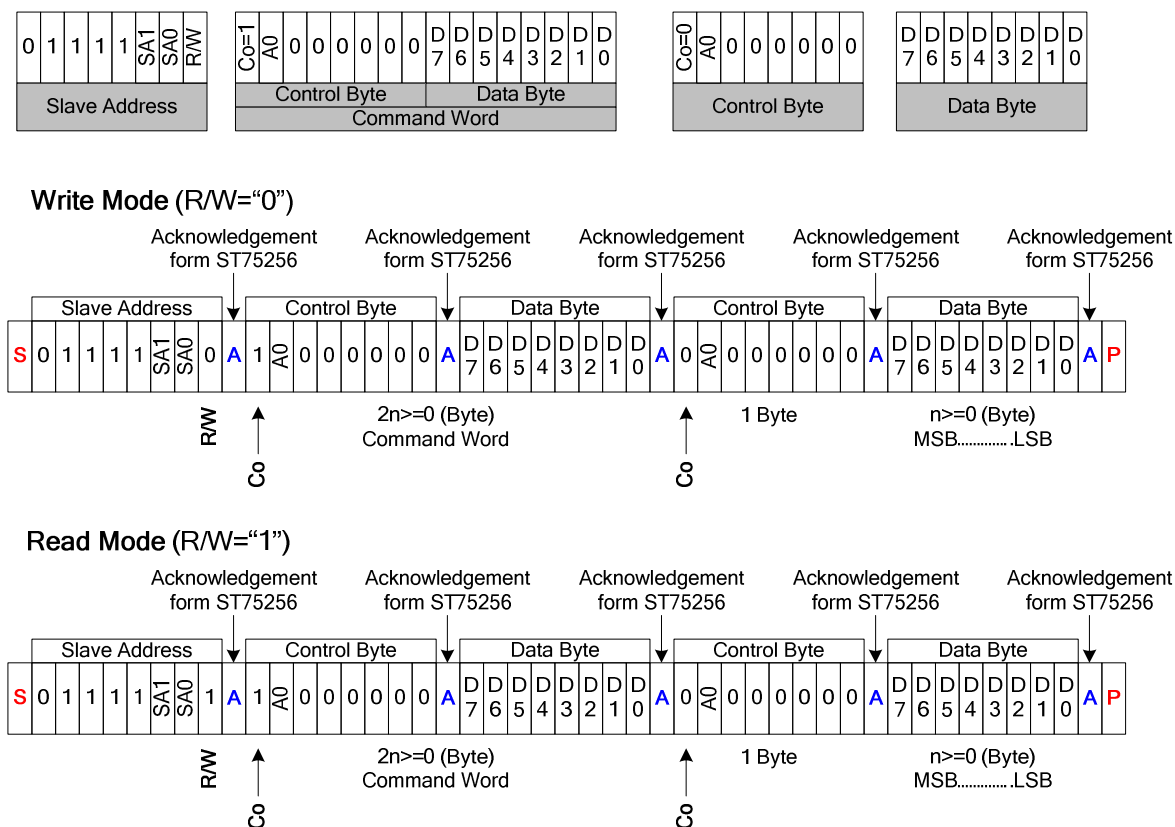 0 1 1 1 1 SA1 SA0 R/W
Slave Address
Co=1 A0 0 0 0 0 0 0 D7 D6 D5 D4 D3 D2 D1 D0
Control Byte Data Byte
Command Word
Co=0 A0 0 0 0 0 0 0
Control Byte
D7 D6 D5 D4 D3 D2 D1 D0
Data Byte
Write Mode (R/W=“0”)
Acknowledgement Acknowledgement Acknowledgement Acknowledgement Acknowledgement
form ST75256 form ST75256 form ST75256 form ST75256 form ST75256
Slave Address Control Byte Data Byte Control Byte Data Byte
S 0 1 1 1 1 SA1 SA0 0 A 1 A0 0 0 0 0 0 0 A D7 D6 D5 D4 D3 D2 D1 D0 A 0 A0 0 0 0 0 0 0 A D7 D6 D5 D4 D3 D2 D1 D0 A P
R/W 2n>=0 (Byte) 1 Byte n>=0 (Byte)
Command Word MSB..............LSB
Co Co
Read Mode (R/W=“1”)
Acknowledgement Acknowledgement Acknowledgement Acknowledgement Acknowledgement
form ST75256 form ST75256 form ST75256 form ST75256 form ST75256
Slave Address Control Byte Data Byte Control Byte Data Byte
S 0 1 1 1 1 SA1 SA0 1 A 1 A0 0 0 0 0 0 0 A D7 D6 D5 D4 D3 D2 D1 D0 A 0 A0 0 0 0 0 0 0 A D7 D6 D5 D4 D3 D2 D1 D0 A P
R/W 2n>=0 (Byte) 1 Byte n>=0 (Byte)
Command Word MSB..............LSB
Co Co